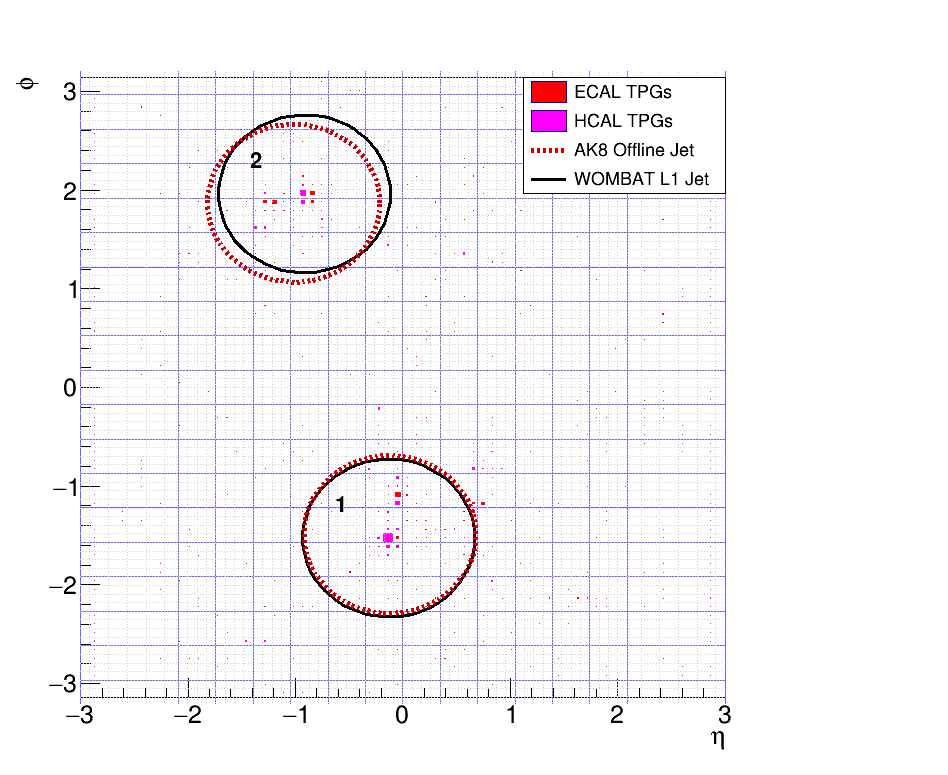 φ
3
ECAL TPGs
HCAL TPGs
AK8 Offline Jet
WOMBAT L1 Jet
2
2
1
0
−1
1
−2
−3
−3 −2 −1 0 1 2 3
η